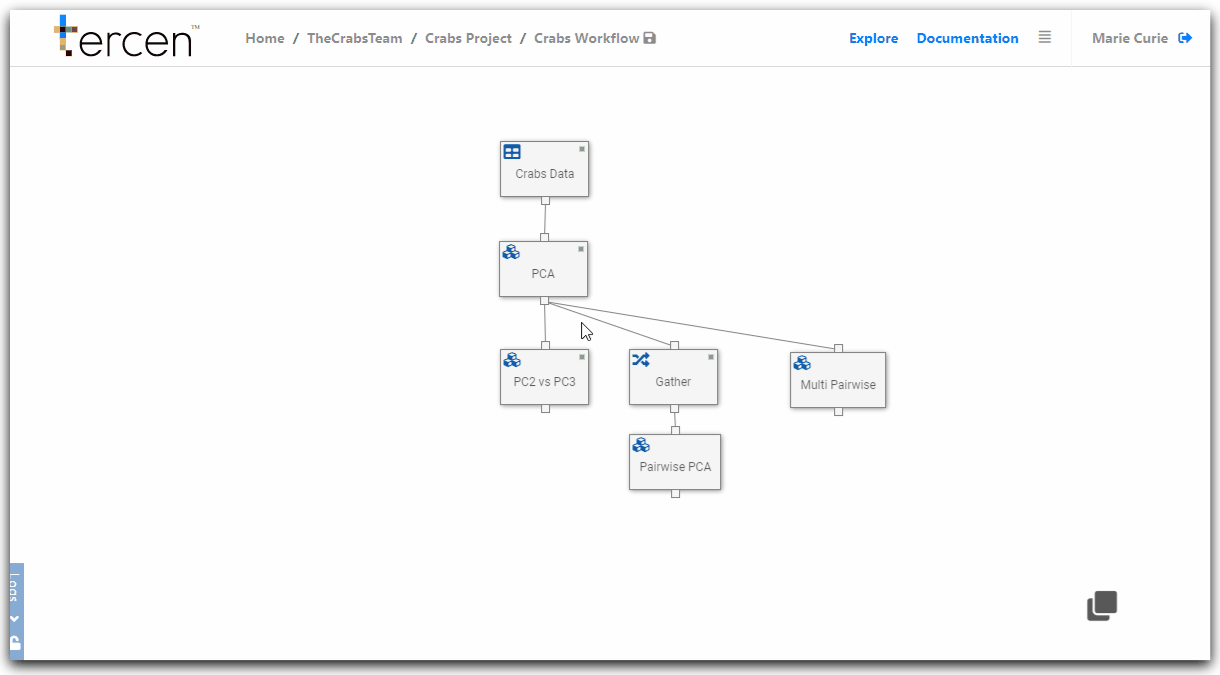 tercen™
Home / TheCrabsTeam / Crabs Project / Crabs Workflow
Explore Documentation Marie Curie
Crabs Data
PCA
PC2 vs PC3
Gather
Multi Pairwise
Pairwise PCA